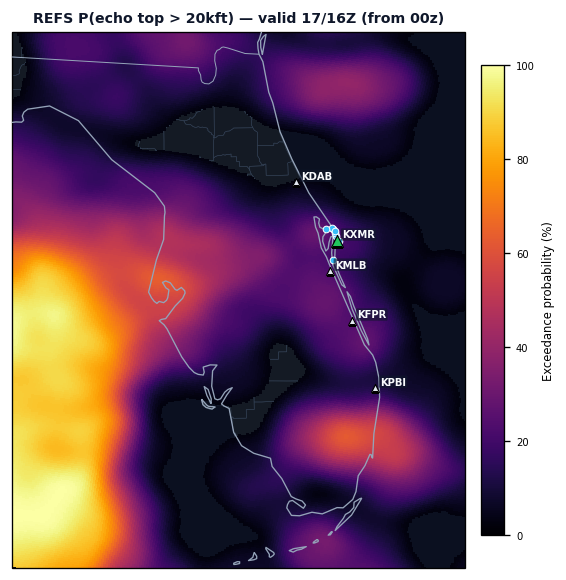 REFS P(echo top > 20kft) — valid 17/16Z (from 00z)
KDAB
KXMR
KMLB
KFPR
KPBI
100
80
60
40
20
0
Exceedance probability (%)